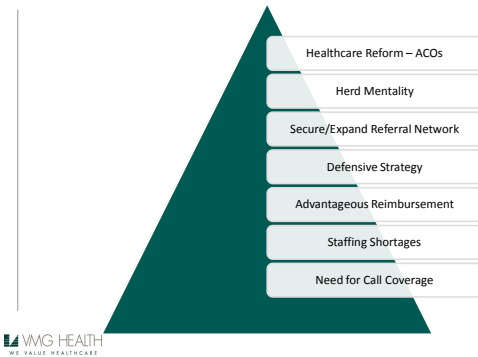 Healthcare Reform – ACOs
Herd Mentality
Secure/Expand Referral Network
Defensive Strategy
Advantageous Reimbursement
Staffing Shortages
Need for Call Coverage
VMG HEALTH
WE VALUE HEALTHCARE